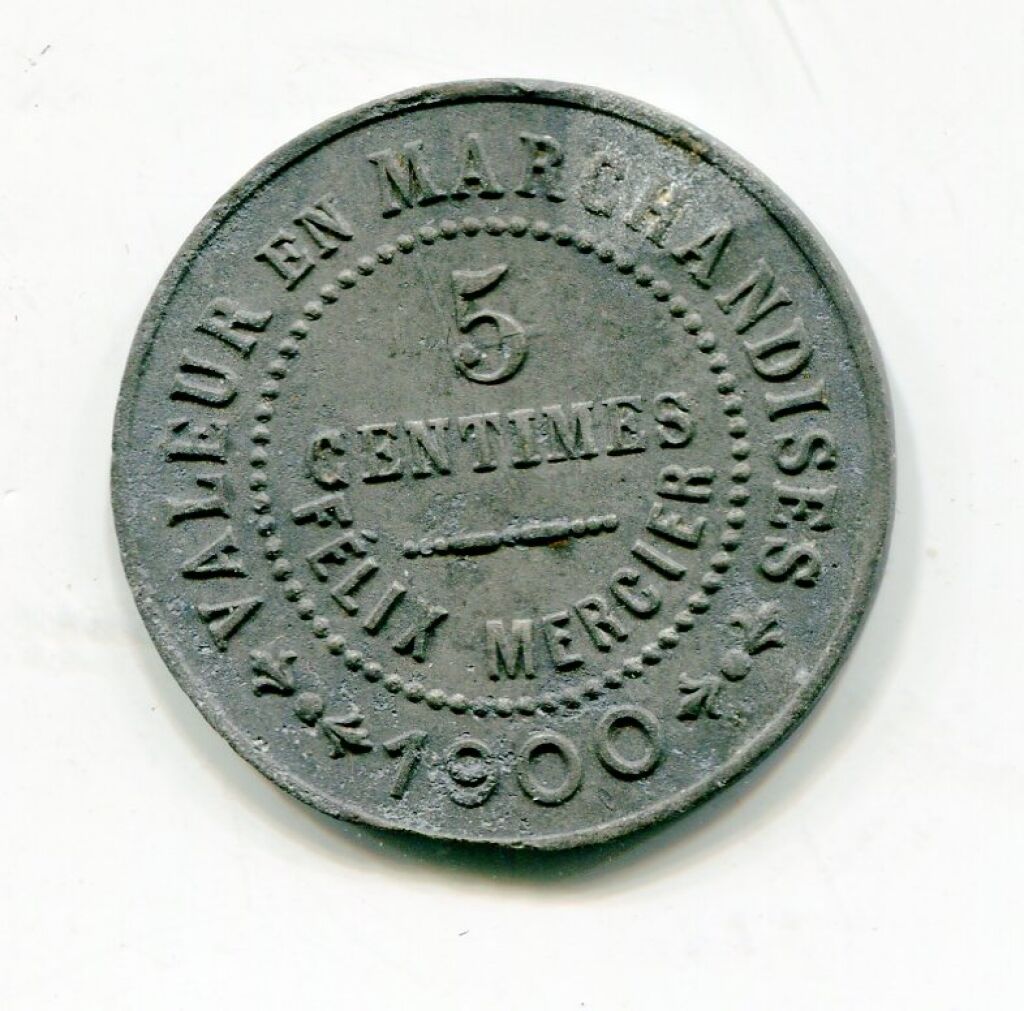 VALEUR EN MARCHANDISES
5
CENTIMES
FÉLIX MERCIER
1900